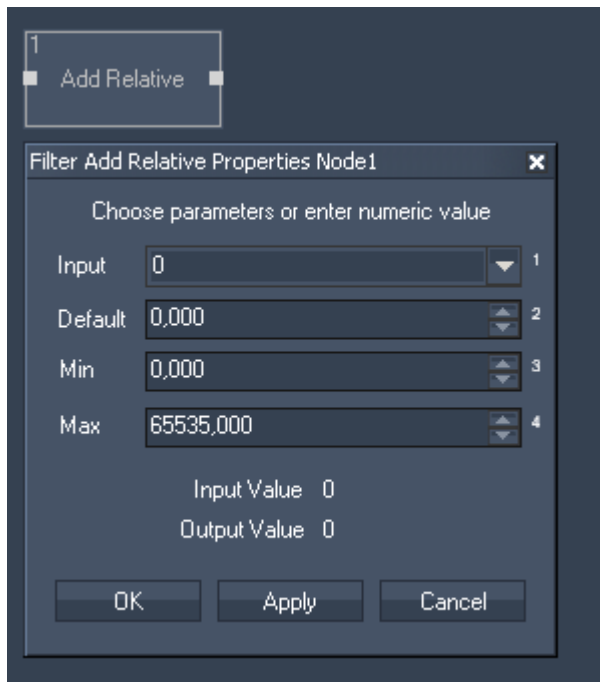 1
Add Relative
Filter Add Relative Properties Node1
Choose parameters or enter numeric value
Input 0 1
Default 0,000 2
Min 0,000 3
Max 65535,000 4
Input Value 0
Output Value 0
OK Apply Cancel